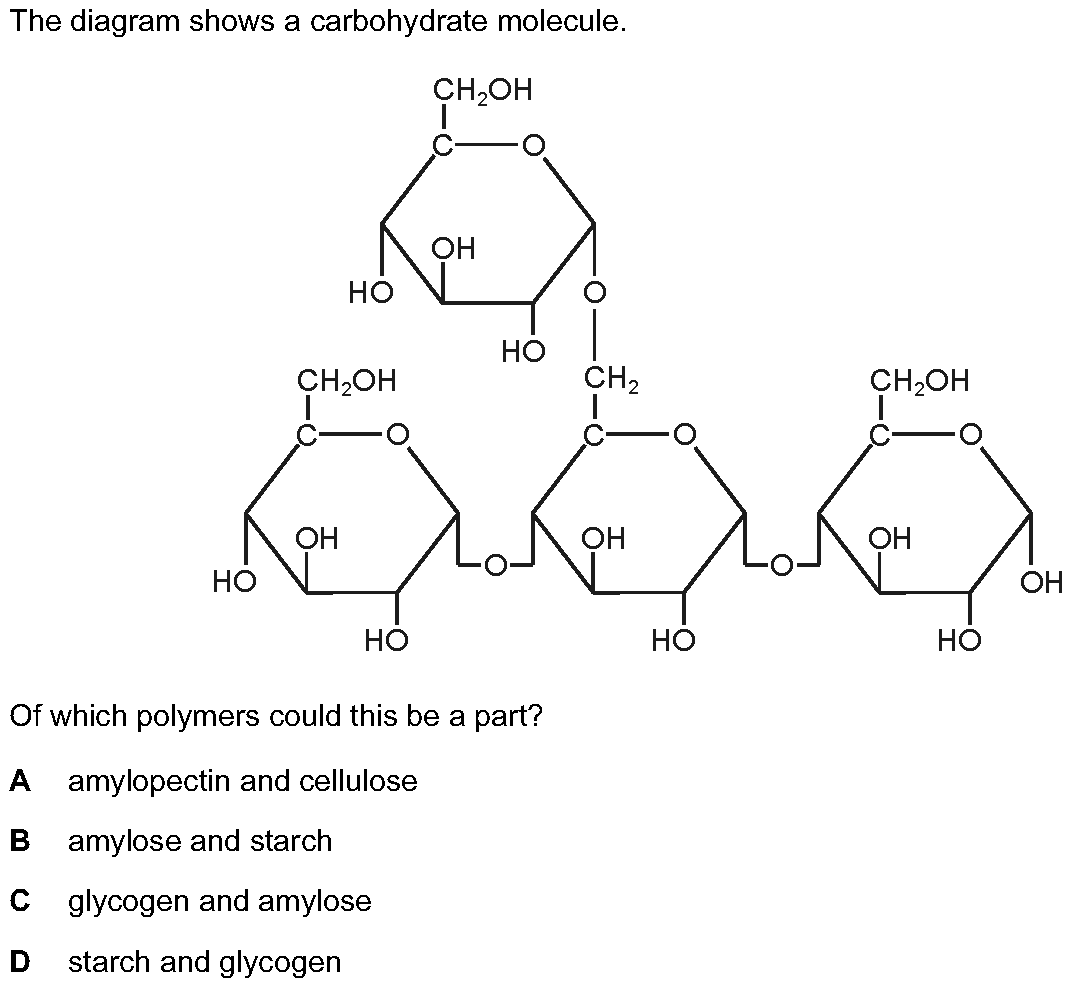 The diagram shows a carbohydrate molecule.
CH₂OH
C O
OH
HO O
HO
CH₂OH CH₂ CH₂OH
C O C O C O
OH OH OH
HO O O OH
HO HO HO
Of which polymers could this be a part?
A amylopectin and cellulose
B amylose and starch
C glycogen and amylose
D starch and glycogen